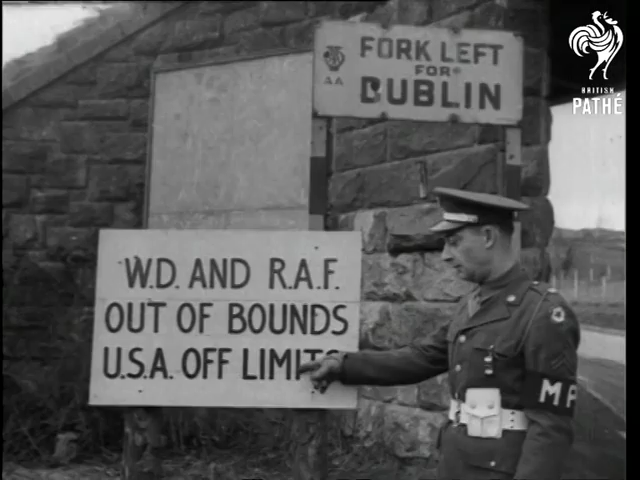 FORK LEFT
FOR
DUBLIN
AA
BRITISH
PATHÉ
W.D. AND R.A.F.
OUT OF BOUNDS
U.S.A. OFF LIMITS
MP